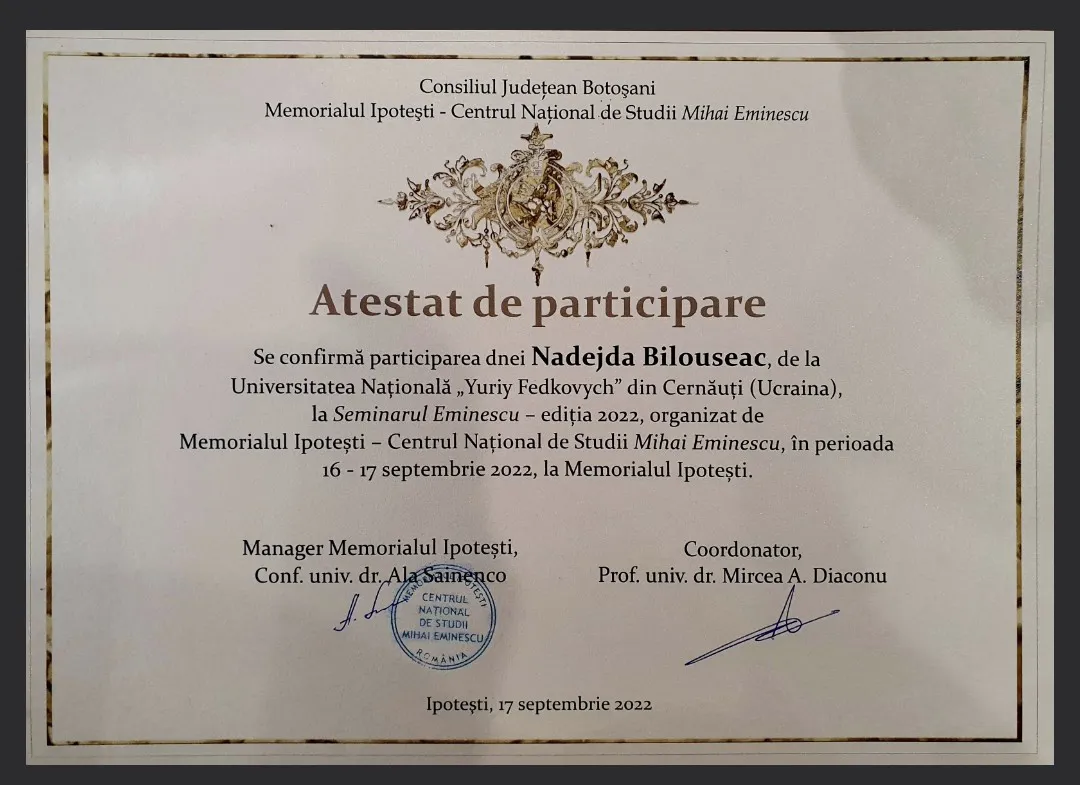 Consiliul Județean Botoşani
Memorialul Ipoteşti - Centrul Național de Studii Mihai Eminescu
Atestat de participare
Se confirmă participarea dnei Nadejda Bilouseac, de la
Universitatea Națională „Yuriy Fedkovych” din Cernăuți (Ucraina),
la Seminarul Eminescu – ediția 2022, organizat de
Memorialul Ipotești – Centrul Național de Studii Mihai Eminescu, în perioada
16 - 17 septembrie 2022, la Memorialul Ipotești.
Manager Memorialul Ipotești,
Conf. univ. dr. Ala Sainenco
Coordonator,
Prof. univ. dr. Mircea A. Diaconu
MEMORIALUL IPOTEȘTI
CENTRUL
NAȚIONAL
DE STUDII
MIHAI EMINESCU
ROMÂNIA
Ipotești, 17 septembrie 2022